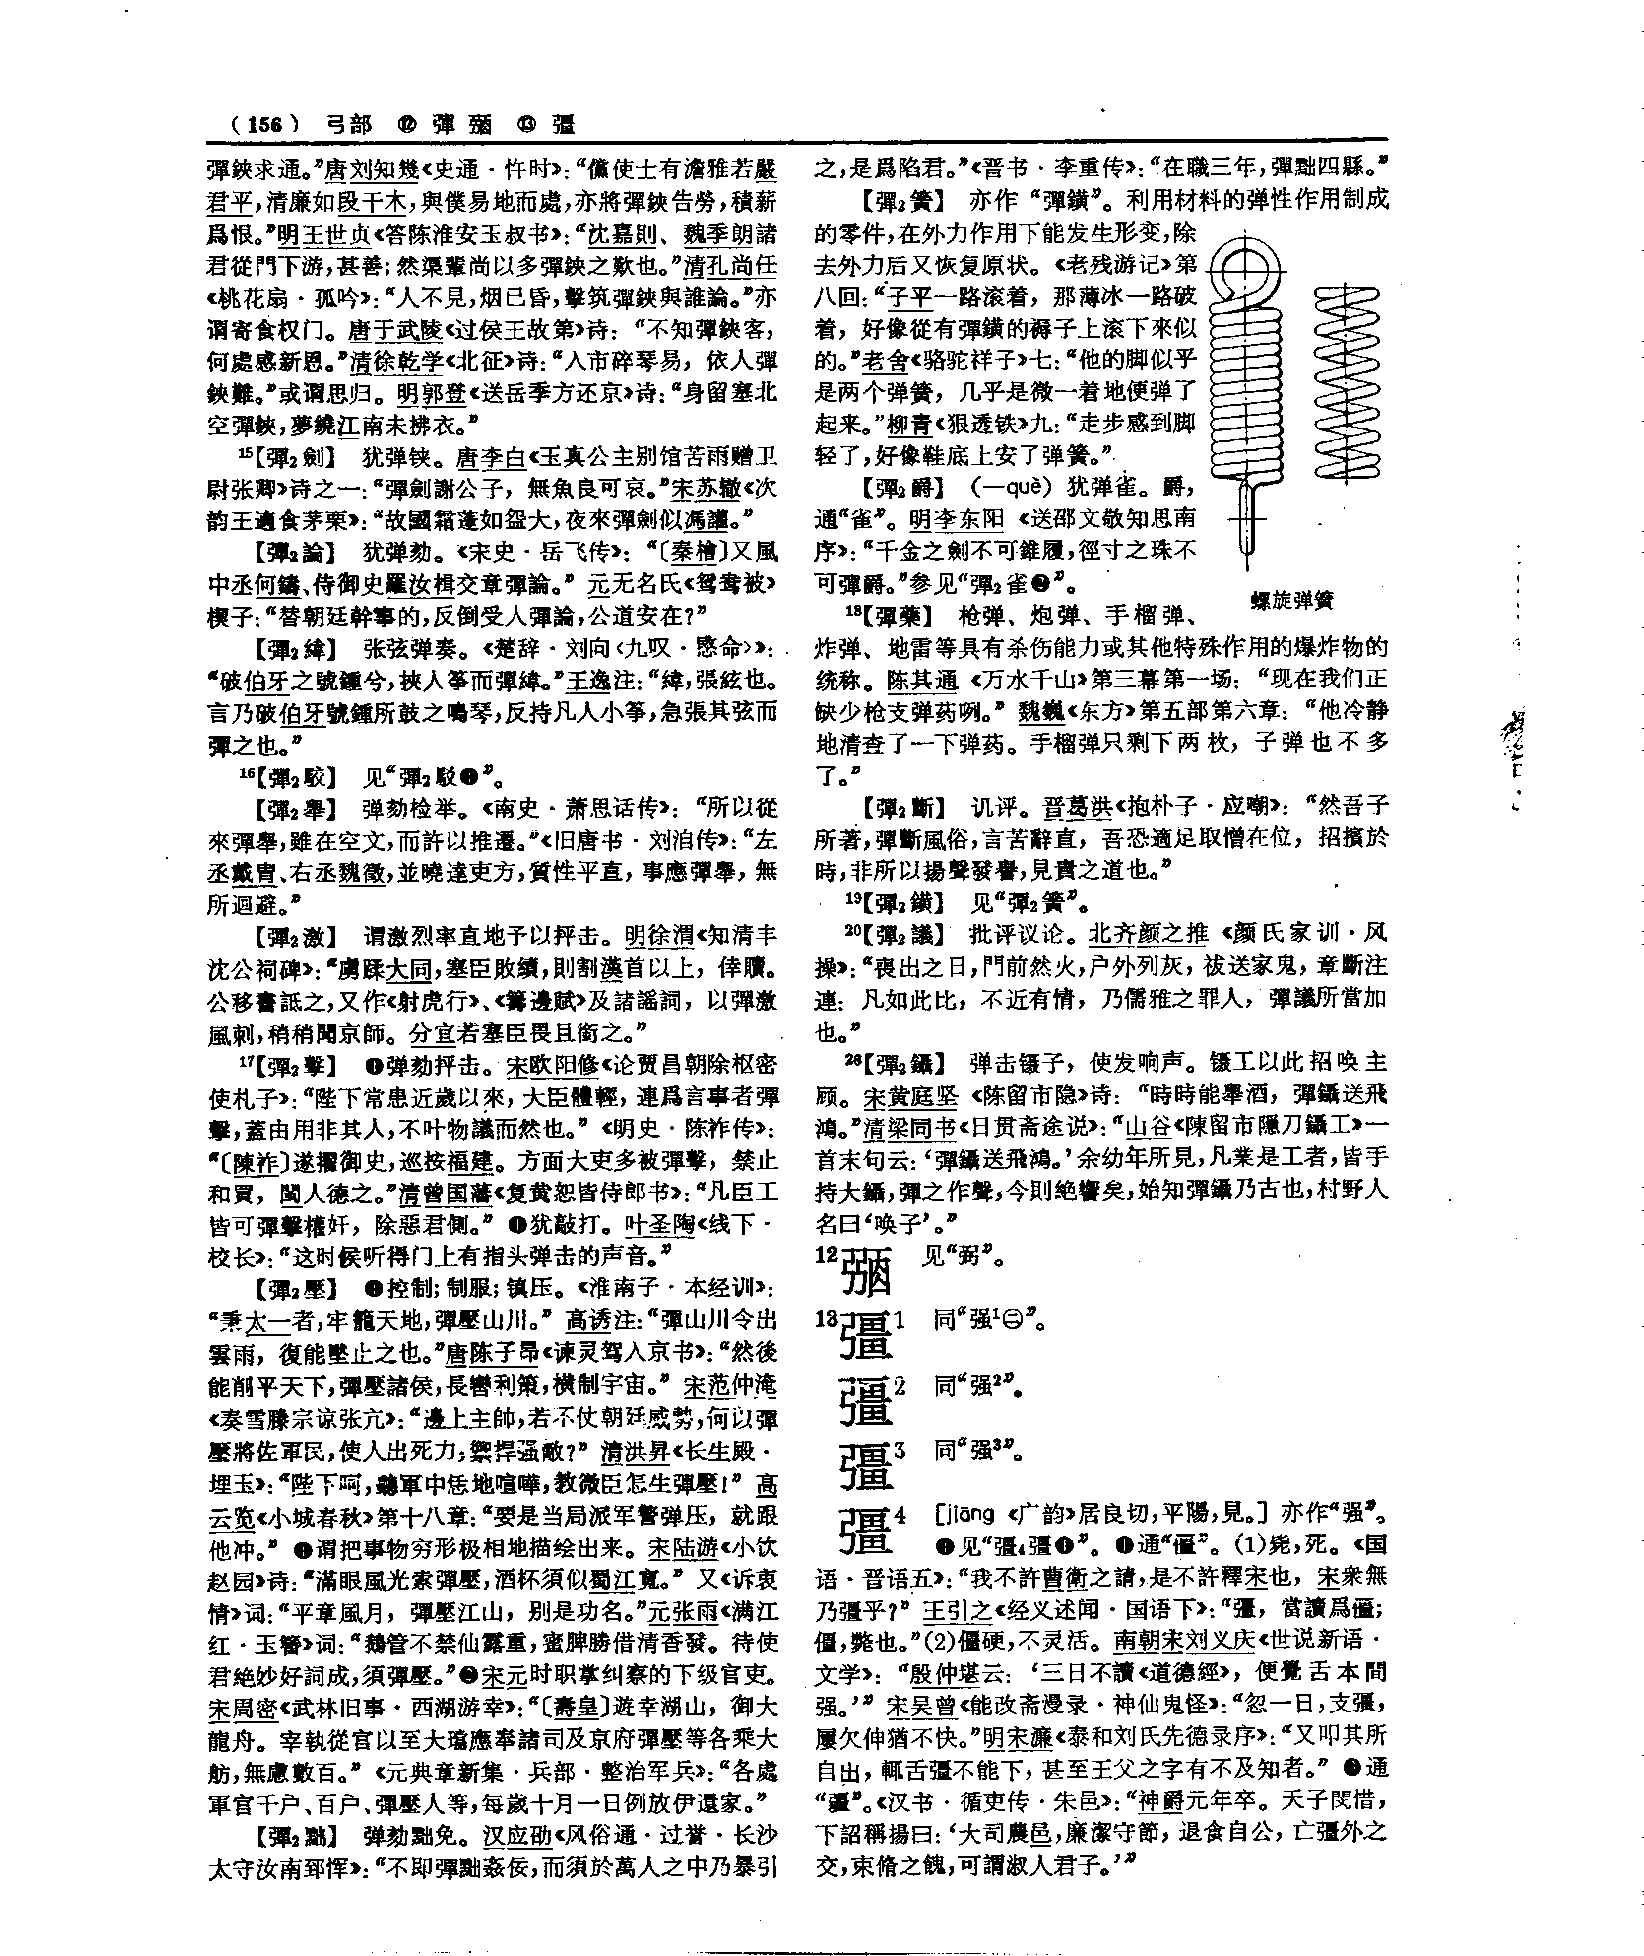 (156) 弓部 ⑫ 彈 㢶 ⑬ 彊
彈鋏求通。”唐刘知幾《史通·忤时》：“儻使士有澹雅若嚴
君平，清廉如段干木，與僕易地而處，亦將彈鋏告勞，積薪
爲恨。”明王世贞《答陈淮安玉叔书》：“沈嘉則、魏季朗諸
君從門下游，甚善；然渠輩尚以多彈鋏之歎也。”清孔尚任
《桃花扇·孤吟》：“人不見，烟已昏，擊筑彈鋏與誰論。”亦
谓寄食权门。唐于武陵《过侯王故第》诗：“不知彈鋏客，
何處感新恩。”清徐乾学《北征》诗：“入市碎琴易，依人彈
鋏難。”或谓思归。明郭登《送岳季方还京》诗：“身留塞北
空彈鋏，夢繞江南未拂衣。”
15【彈2劍】 犹弹铗。唐李白《玉真公主别馆苦雨赠卫
尉张卿》诗之一：“彈劍謝公子，無魚良可哀。”宋苏辙《次
韵王適食茅栗》：“故國霜蓬如盌大，夜來彈劍似馮讙。”
【彈2論】 犹弹劾。《宋史·岳飞传》：“〔秦檜〕又風
中丞何鑄、侍御史羅汝楫交章彈論。”元无名氏《鸳鸯被》
楔子：“替朝廷幹事的，反倒受人彈論，公道安在？”
【彈2緯】 张弦弹奏。《楚辞·刘向〈九叹·愍命〉》：
“破伯牙之號鍾兮，挾人箏而彈緯。”王逸注：“緯，張絃也。
言乃破伯牙號鍾所鼓之鳴琴，反持凡人小箏，急張其弦而
彈之也。”
16【彈2駮】 见“彈2駁❶”。
【彈2舉】 弹劾检举。《南史·萧思话传》：“所以從
來彈舉，雖在空文，而許以推遷。”《旧唐书·刘洎传》：“左
丞戴胄、右丞魏徵，並曉達吏方，質性平直，事應彈舉，無
所迴避。”
【彈2激】 谓激烈率直地予以抨击。明徐渭《知清丰
沈公祠碑》：“虜蹂大同，塞臣敗績，則割漢首以上，倖贖。
公移書詆之，又作《射虎行》、《籌邊賦》及諸謡詞，以彈激
風刺，稍稍聞京師。分宜若塞臣畏且銜之。”
17【彈2擊】 ❶弹劾抨击。宋欧阳修《论贾昌朝除枢密
使札子》：“陛下常患近歲以來，大臣體輕，連爲言事者彈
擊，蓋由用非其人，不叶物議而然也。”《明史·陈祚传》：
“〔陳祚〕遂擢御史，巡按福建。方面大吏多被彈擊，禁止
和買，閩人德之。”清曾国藩《复黄恕皆侍郎书》：“凡臣工
皆可彈擊權奸，除惡君側。”❷犹敲打。叶圣陶《线下·
校长》：“这时候听得门上有指头弹击的声音。”
【彈2壓】 ❶控制；制服；镇压。《淮南子·本经训》：
“秉太一者，牢籠天地，彈壓山川。”高诱注：“彈山川令出
雲雨，復能壓止之也。”唐陈子昂《谏灵驾入京书》：“然後
能削平天下，彈壓諸侯，長轡利策，横制宇宙。”宋范仲淹
《奏雪滕宗谅张亢》：“邊上主帥，若不仗朝廷威勢，何以彈
壓將佐軍民，使人出死力，禦捍强敵？”清洪昇《长生殿·
埋玉》：“陛下呵，聽軍中恁地喧嘩，教微臣怎生彈壓！”高
云览《小城春秋》第十八章：“要是当局派军警弹压，就跟
他冲。”❷谓把事物穷形极相地描绘出来。宋陆游《小饮
赵园》诗：“滿眼風光索彈壓，酒杯須似蜀江寬。”又《诉衷
情》词：“平章風月，彈壓江山，别是功名。”元张雨《满江
红·玉簪》词：“鵝管不禁仙露重，蜜脾勝借清香發。待使
君絶妙好詞成，須彈壓。”❸宋元时职掌纠察的下级官吏。
宋周密《武林旧事·西湖游幸》：“〔壽皇〕遊幸湖山，御大
龍舟。宰執從官以至大璫應奉諸司及京府彈壓等各乘大
舫，無慮數百。”《元典章新集·兵部·整治军兵》：“各處
軍官千户、百户、彈壓人等，每歲十月一日例放伊還家。”
【彈2黜】 弹劾黜免。汉应劭《风俗通·过誉·长沙
太守汝南郅恽》：“不即彈黜姦佞，而須於萬人之中乃暴引
之，是爲陷君。”《晋书·李重传》：“在職三年，彈黜四縣。”
【彈2簧】 亦作“彈鐄”。利用材料的弹性作用制成
的零件，在外力作用下能发生形变，除
去外力后又恢复原状。《老残游记》第
八回：“子平一路滚着，那薄冰一路破
着，好像從有彈鐄的褥子上滚下來似
的。”老舍《骆驼祥子》七：“他的脚似乎
是两个弹簧，几乎是微一着地便弹了
起来。”柳青《狠透铁》九：“走步感到脚
轻了，好像鞋底上安了弹簧。”
【彈2爵】 （—què）犹弹雀。爵，
通“雀”。明李东阳《送邵文敬知思南
序》：“千金之劍不可錐履，徑寸之珠不
可彈爵。”参见“彈2雀❷”。
螺旋弹簧
18【彈藥】 枪弹、炮弹、手榴弹、
炸弹、地雷等具有杀伤能力或其他特殊作用的爆炸物的
统称。陈其通《万水千山》第三幕第一场：“现在我们正
缺少枪支弹药咧。”魏巍《东方》第五部第六章：“他冷静
地清查了一下弹药。手榴弹只剩下两枚，子弹也不多
了。”
【彈2斷】 讥评。晋葛洪《抱朴子·应嘲》：“然吾子
所著，彈斷風俗，言苦辭直，吾恐適足取憎在位，招擯於
時，非所以揚聲發譽，見貴之道也。”
19【彈2鐄】 见“彈2簧”。
20【彈2議】 批评议论。北齐颜之推《颜氏家训·风
操》：“喪出之日，門前然火，户外列灰，祓送家鬼，章斷注
連：凡如此比，不近有情，乃儒雅之罪人，彈議所當加
也。”
26【彈2鑷】 弹击镊子，使发响声。镊工以此招唤主
顾。宋黄庭坚《陈留市隐》诗：“時時能舉酒，彈鑷送飛
鴻。”清梁同书《日贯斋途说》：“山谷《陳留市隱刀鑷工》一
首末句云：‘彈鑷送飛鴻。’余幼年所見，凡業是工者，皆手
持大鑷，彈之作聲，今則絶響矣，始知彈鑷乃古也，村野人
名曰‘唤子’。”
12㢶 见“弼”。
13彊1 同“强1㊂”。
彊2 同“强2”。
彊3 同“强3”。
彊4 [jiāng《广韵》居良切，平陽，見。] 亦作“强”。
❶见“彊4彊❶”。❷通“僵”。(1)毙，死。《国
语·晋语五》：“我不許曹衛之請，是不許釋宋也，宋衆無
乃彊乎？”王引之《经义述闻·国语下》：“彊，當讀爲僵；
僵，斃也。”(2)僵硬，不灵活。南朝宋刘义庆《世说新语·
文学》：“殷仲堪云：‘三日不讀《道德經》，便覺舌本間
强。’”宋吴曾《能改斋漫录·神仙鬼怪》：“忽一日，支彊，
屢欠伸猶不快。”明宋濂《泰和刘氏先德录序》：“又叩其所
自出，輒舌彊不能下，甚至王父之字有不及知者。”❸通
“疆”。《汉书·循吏传·朱邑》：“神爵元年卒。天子閔惜，
下詔稱揚曰：‘大司農邑，廉潔守節，退食自公，亡彊外之
交，束脩之餽，可謂淑人君子。’”